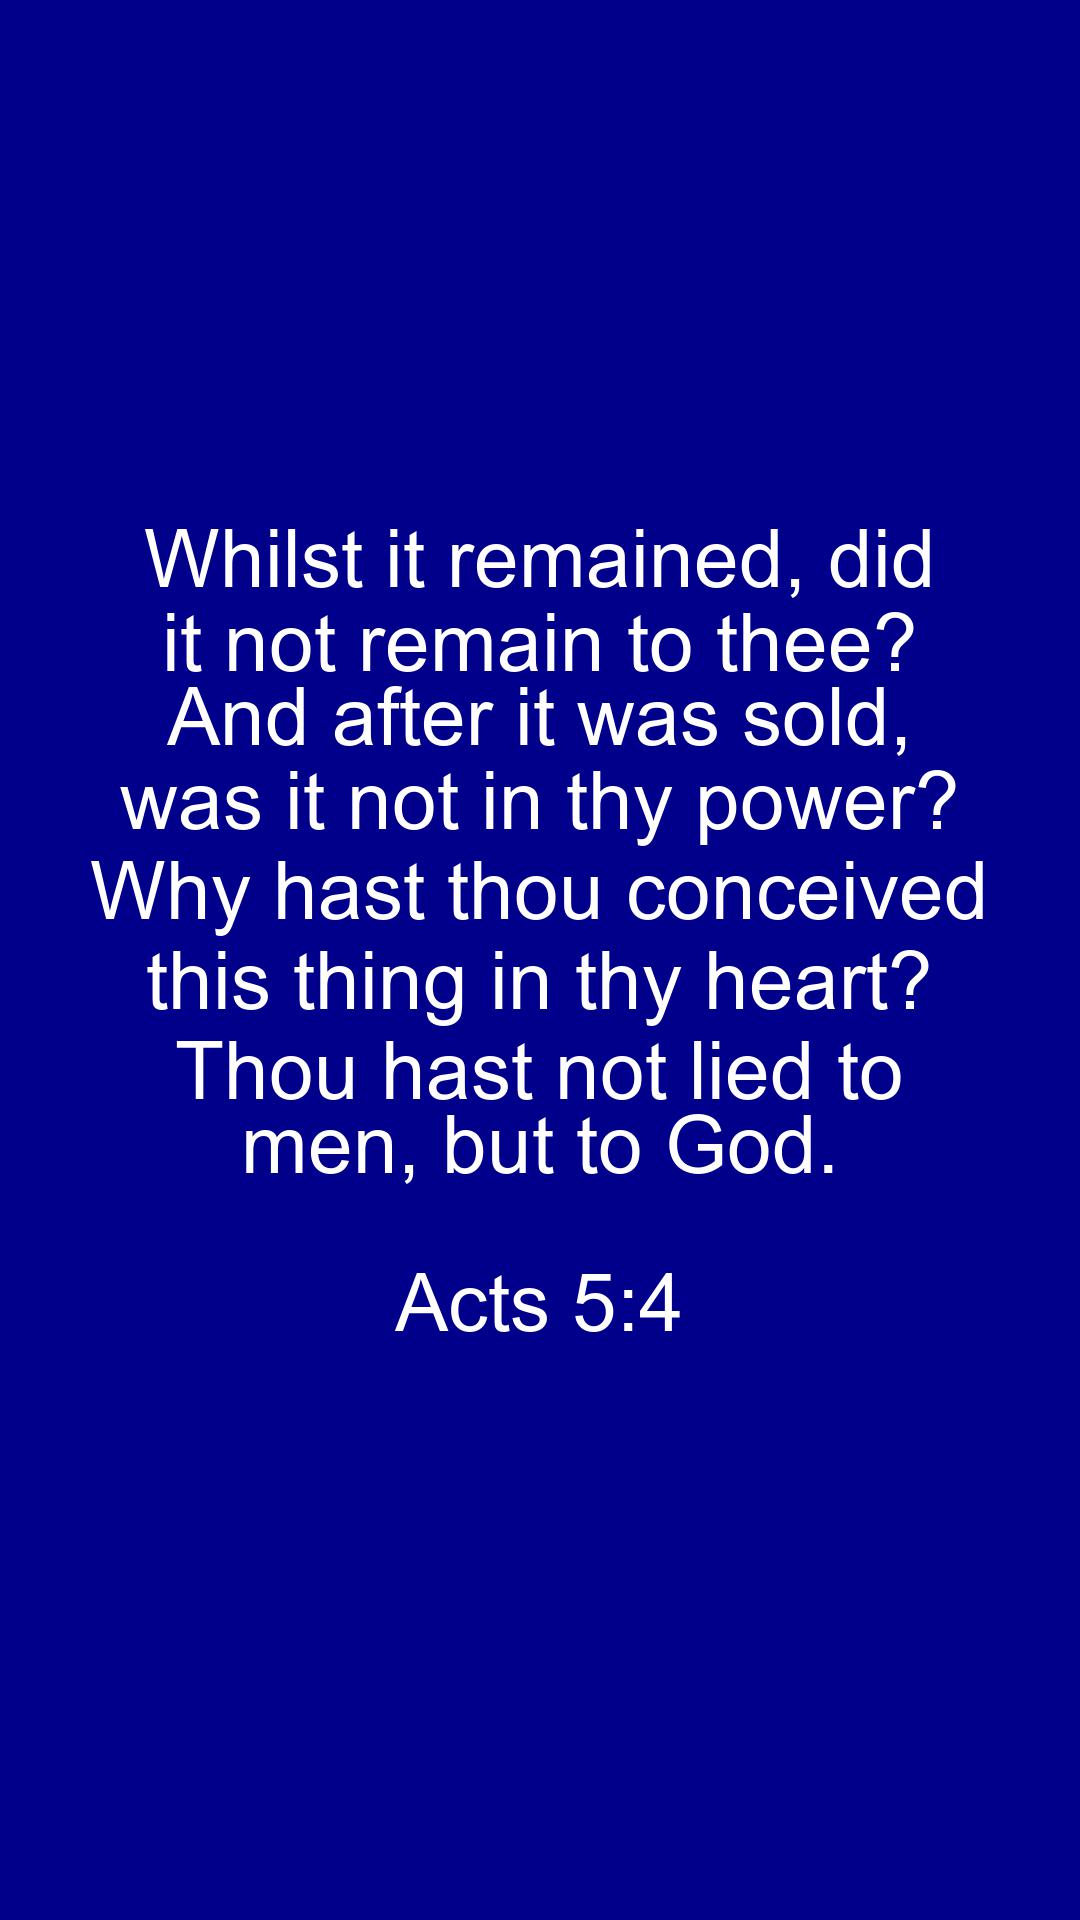 Whilst it remained, did
it not remain to thee?
And after it was sold,
was it not in thy power?
Why hast thou conceived
this thing in thy heart?
Thou hast not lied to
men, but to God.
Acts 5:4